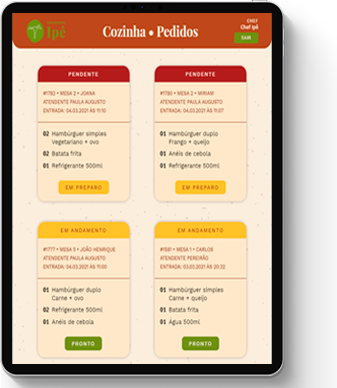 Ipê
Cozinha • Pedidos
CHEF
Chef Ipê
SAIR
PENDENTE
#1782 • MESA 2 • JOANA
ATENDENTE PAULA AUGUSTO
ENTRADA: 04.03.2021 ÀS 11:10
02 Hambúrguer simples
Vegetariano + ovo
02 Batata frita
01 Refrigerante 500ml
EM PREPARO
PENDENTE
#1780 • MESA 2 • MIRIAM
ATENDENTE PAULA AUGUSTO
ENTRADA: 04.03.2021 ÀS 11:07
01 Hambúrguer duplo
Frango + queijo
01 Anéis de cebola
01 Refrigerante 500ml
EM PREPARO
EM ANDAMENTO
#1777 • MESA 5 • JOÃO HENRIQUE
ATENDENTE PAULA AUGUSTO
ENTRADA: 04.03.2021 ÀS 11:00
01 Hambúrguer duplo
Carne + ovo
02 Refrigerante 500ml
01 Anéis de cebola
PRONTO
EM ANDAMENTO
#1581 • MESA 1 • CARLOS
ATENDENTE PEREIRÃO
ENTRADA: 03.03.2021 ÀS 20:32
01 Hambúrguer simples
Carne + queijo
01 Batata frita
01 Água 500ml
PRONTO